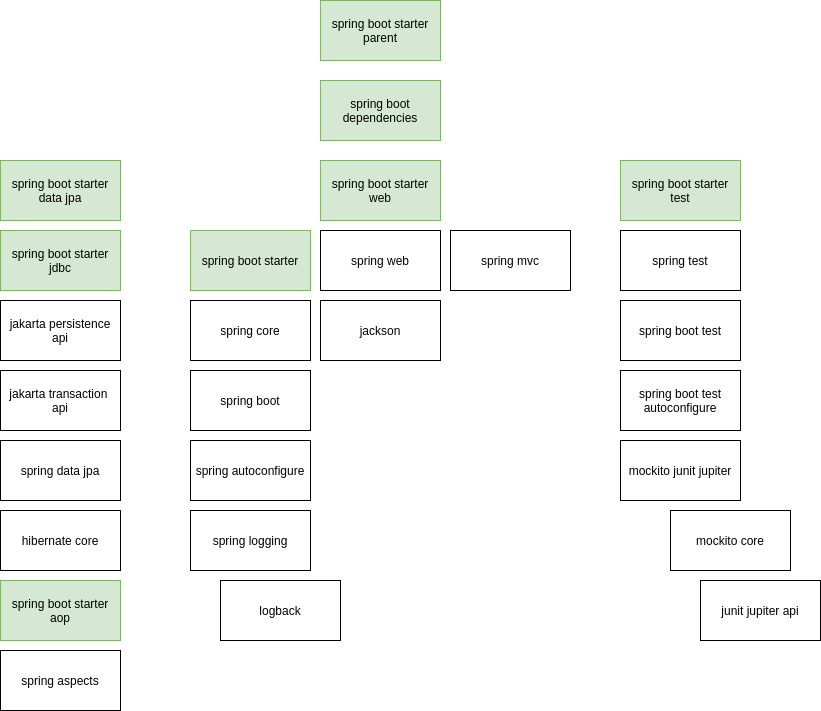 spring boot starter
parent
spring boot
dependencies
spring boot starter
data jpa
spring boot starter
web
spring boot starter
test
spring boot starter
jdbc
spring boot starter
spring web
spring mvc
spring test
jakarta persistence
api
spring core
jackson
spring boot test
jakarta transaction
api
spring boot
spring boot test
autoconfigure
spring data jpa
spring autoconfigure
mockito junit jupiter
hibernate core
spring logging
mockito core
spring boot starter
aop
logback
junit jupiter api
spring aspects